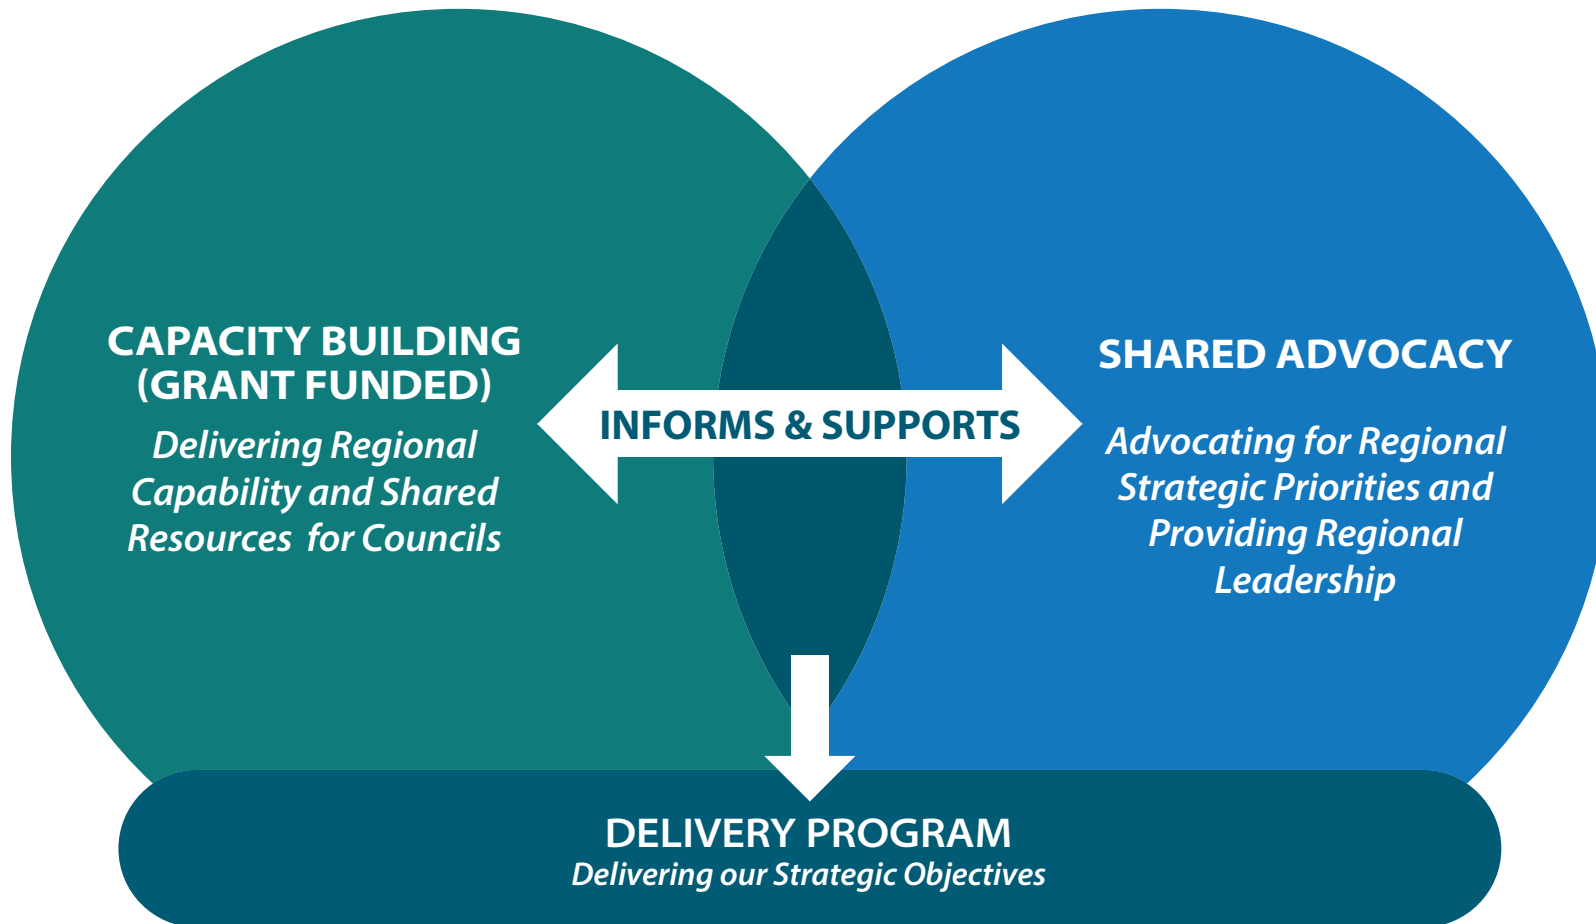 CAPACITY BUILDING
(GRANT FUNDED)
Delivering Regional
Capability and Shared
Resources for Councils
INFORMS & SUPPORTS
SHARED ADVOCACY
Advocating for Regional
Strategic Priorities and
Providing Regional
Leadership
DELIVERY PROGRAM
Delivering our Strategic Objectives